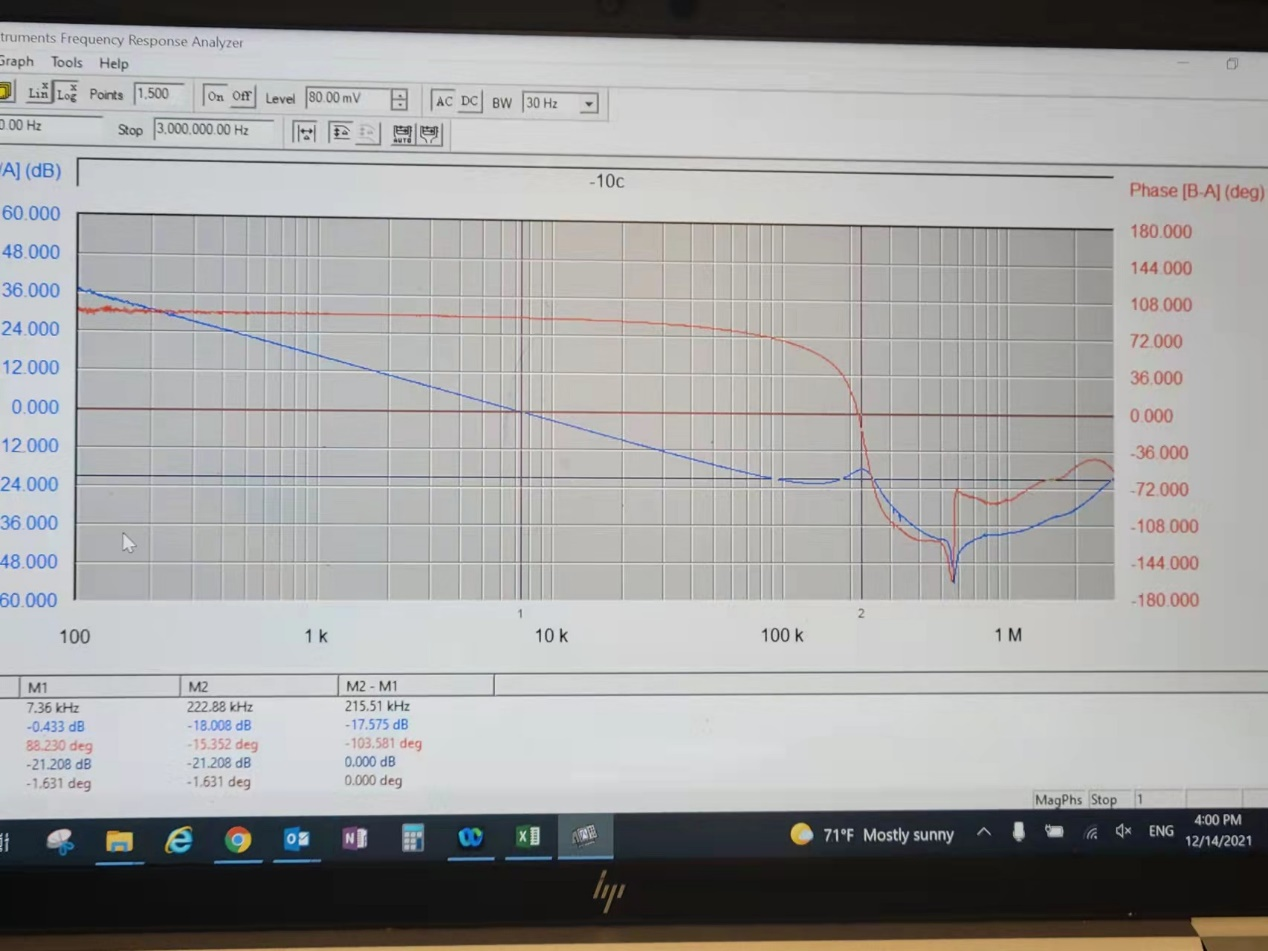 truments Frequency Response Analyzer
Graph Tools Help
Lin x Log x Points 1,500 On Off Level 80.00 mV AC DC BW 30 Hz
0.00 Hz Stop 3,000,000.00 Hz AUTO
/A] (dB) -10c Phase [B-A] (deg)
60.000 180.000
48.000 144.000
36.000 108.000
24.000 72.000
12.000 36.000
0.000 0.000
12.000 -36.000
24.000 -72.000
36.000 -108.000
48.000 -144.000
60.000 -180.000
1 2
100 1 k 10 k 100 k 1 M
M1 M2 M2 - M1
7.36 kHz 222.88 kHz 215.51 kHz
-0.433 dB -18.008 dB -17.575 dB
88.230 deg -15.352 deg -103.581 deg
-21.208 dB -21.208 dB 0.000 dB
-1.631 deg -1.631 deg 0.000 deg
MagPhs Stop 1
71°F Mostly sunny ENG 4:00 PM
12/14/2021
hp